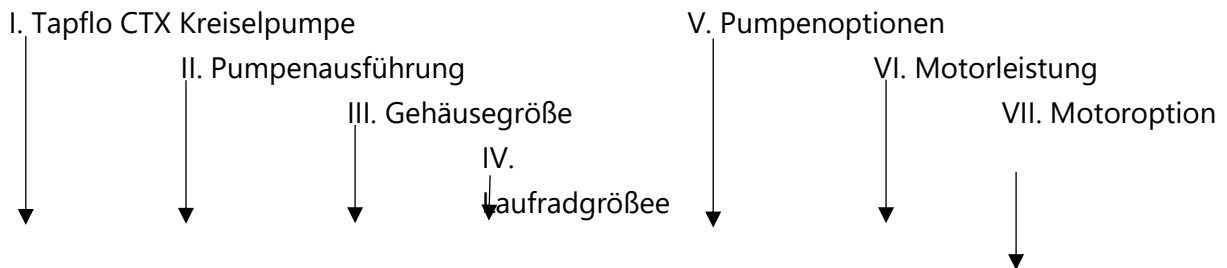 I. Tapflo CTX Kreiselpumpe
V. Pumpenoptionen
II. Pumpenausführung
VI. Motorleistung
III. Gehäusegröße
VII. Motoroption
IV.
Laufradgrößee